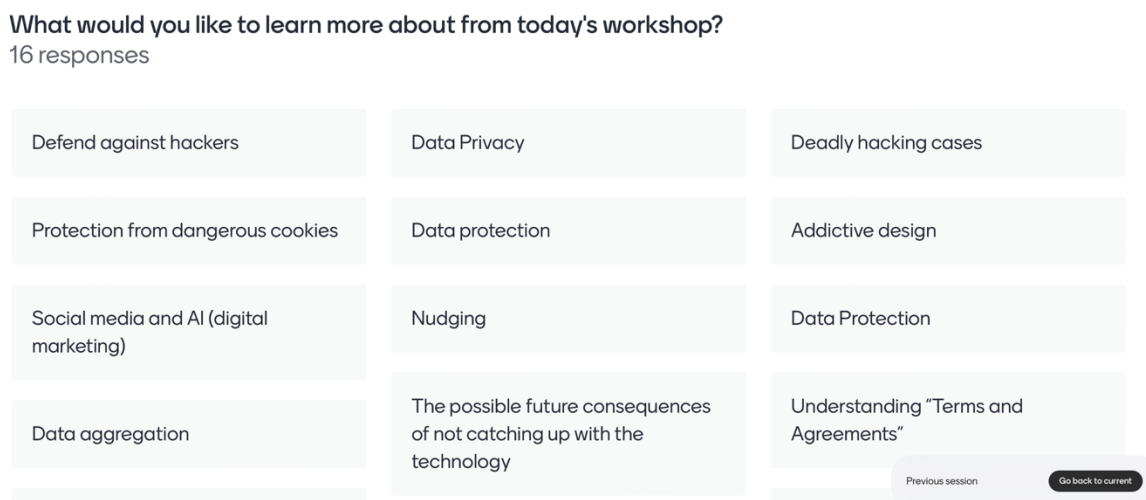 What would you like to learn more about from today's workshop?
16 responses
Defend against hackers
Data Privacy
Deadly hacking cases
Protection from dangerous cookies
Data protection
Addictive design
Social media and AI (digital
marketing)
Nudging
Data Protection
Data aggregation
The possible future consequences
of not catching up with the
technology
Understanding “Terms and
Agreements”
Previous session
Go back to current